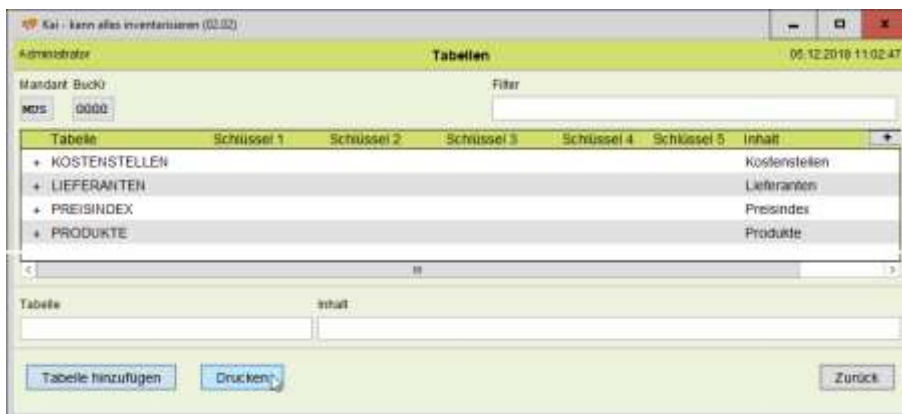 Kai - kann alles inventarisieren (02.02)
Administrator Tabellen 05.12.2018 11:02:47
Mandant BucKr Filter
MDS 0000
Tabelle Schlüssel 1 Schlüssel 2 Schlüssel 3 Schlüssel 4 Schlüssel 5 Inhalt +
+ KOSTENSTELLEN Kostenstellen
+ LIEFERANTEN Lieferanten
+ PREISINDEX Preisindex
+ PRODUKTE Produkte
Tabelle Inhalt
Tabelle hinzufügen Drucken Zurück